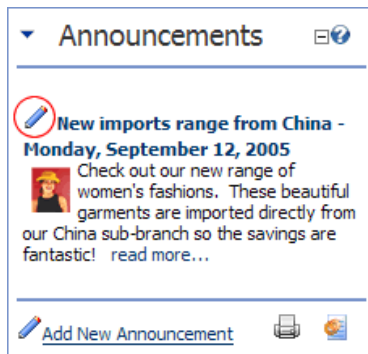 Announcements
New imports range from China -
Monday, September 12, 2005
Check out our new range of
women's fashions. These beautiful
garments are imported directly from
our China sub-branch so the savings are
fantastic! read more...
Add New Announcement